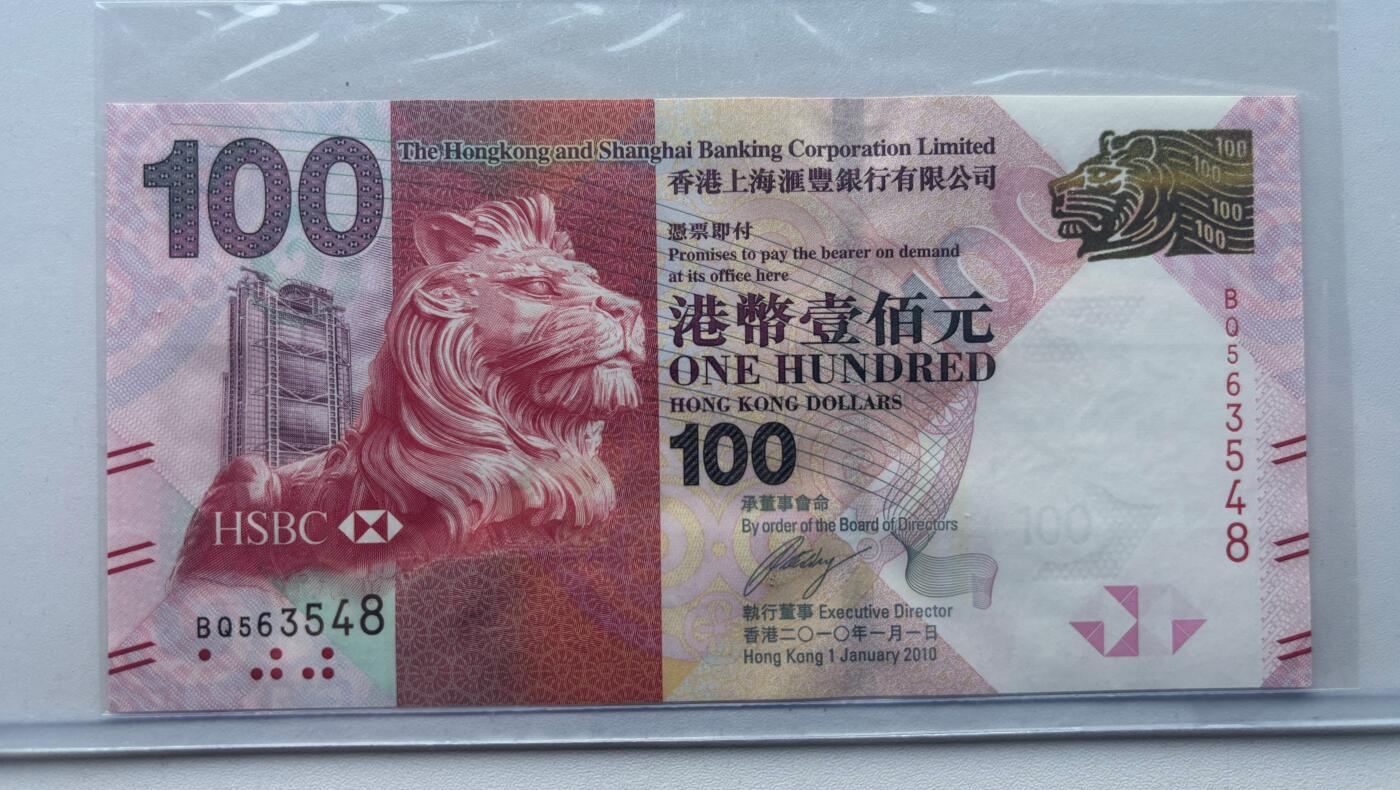 100
The Hongkong and Shanghai Banking Corporation Limited
香港上海滙豐銀行有限公司
憑票即付
Promises to pay the bearer on demand
at its office here
港幣壹佰元
ONE HUNDRED
HONG KONG DOLLARS
100
承董事會命
By order of the Board of Directors
執行董事 Executive Director
香港二〇一〇年一月一日
Hong Kong 1 January 2010
HSBC
BQ563548
100
100
100
100
BQ563548
100